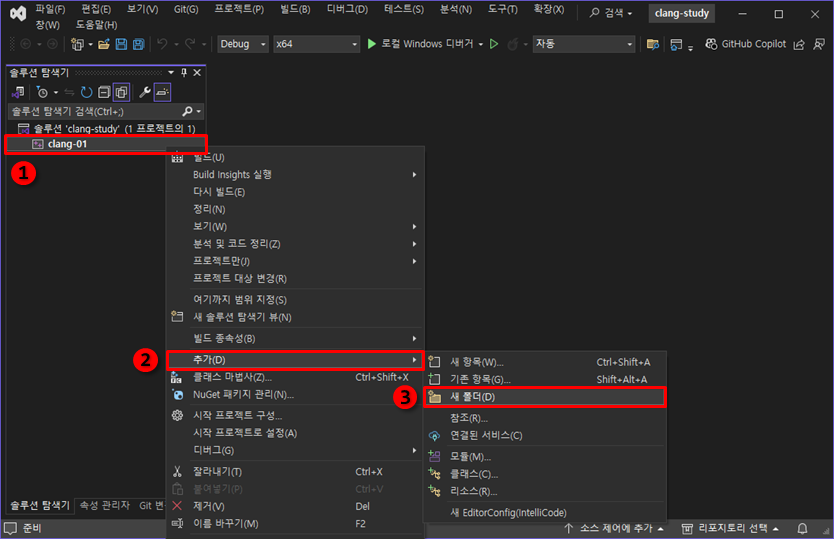 파일(F) 편집(E) 보기(V) Git(G) 프로젝트(P) 빌드(B) 디버그(D) 테스트(S) 분석(N) 도구(T) 확장(X) 검색 clang-study
창(W) 도움말(H)
Debug x64 로컬 Windows 디버거 자동 GitHub Copilot
솔루션 탐색기
솔루션 탐색기 검색(Ctrl+;)
솔루션 'clang-study' (1 프로젝트의 1)
clang-01
1
빌드(U)
Build Insights 실행
다시 빌드(E)
정리(N)
보기(W)
분석 및 코드 정리(Z)
프로젝트만(J)
프로젝트 대상 변경(R)
여기까지 범위 지정(S)
새 솔루션 탐색기 뷰(N)
빌드 종속성(B)
2
추가(D)
클래스 마법사(Z)... Ctrl+Shift+X
NuGet 패키지 관리(N)...
시작 프로젝트 구성...
시작 프로젝트로 설정(A)
디버그(G)
잘라내기(T) Ctrl+X
붙여넣기(P) Ctrl+V
제거(V) Del
이름 바꾸기(M) F2
새 항목(W)... Ctrl+Shift+A
기존 항목(G)... Shift+Alt+A
3
새 폴더(D)
참조(R)...
연결된 서비스(C)
모듈(M)...
클래스(C)...
리소스(R)...
새 EditorConfig(IntelliCode)
솔루션 탐색기 속성 관리자 Git
준비 소스 제어에 추가 리포지토리 선택